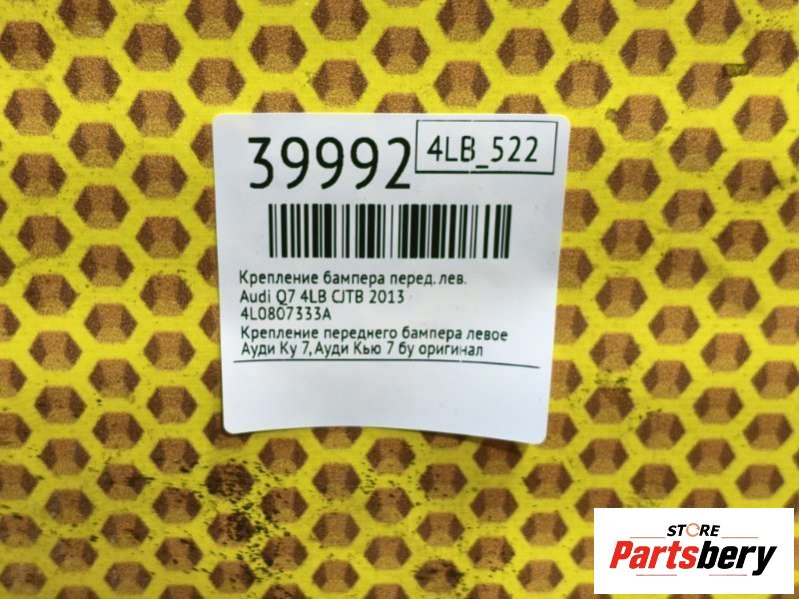 39992
4LB_522
Крепление бампера перед. лев.
Audi Q7 4LB CJTB 2013
4L0807333A
Крепление переднего бампера левое
Ауди Ку 7, Ауди Кью 7 бу оригинал
STORE
Partsbery